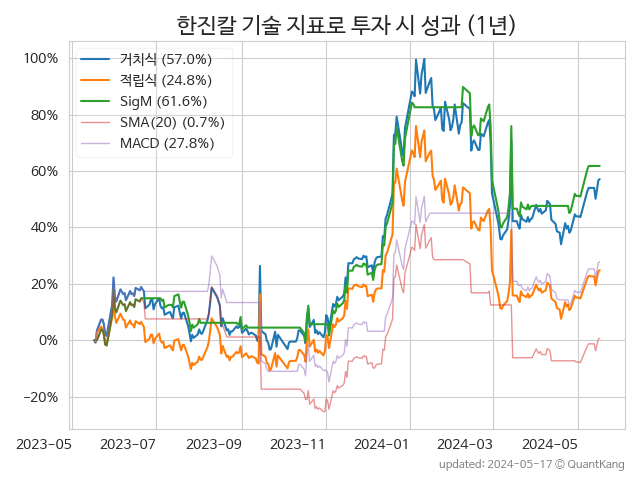 한진칼 기술 지표로 투자 시 성과 (1년)
100%
80%
60%
40%
20%
0%
−20%
거치식 (57.0%)
적립식 (24.8%)
SigM (61.6%)
SMA(20) (0.7%)
MACD (27.8%)
2023−05 2023−07 2023−09 2023−11 2024−01 2024−03 2024−05
updated: 2024−05−17 © QuantKang